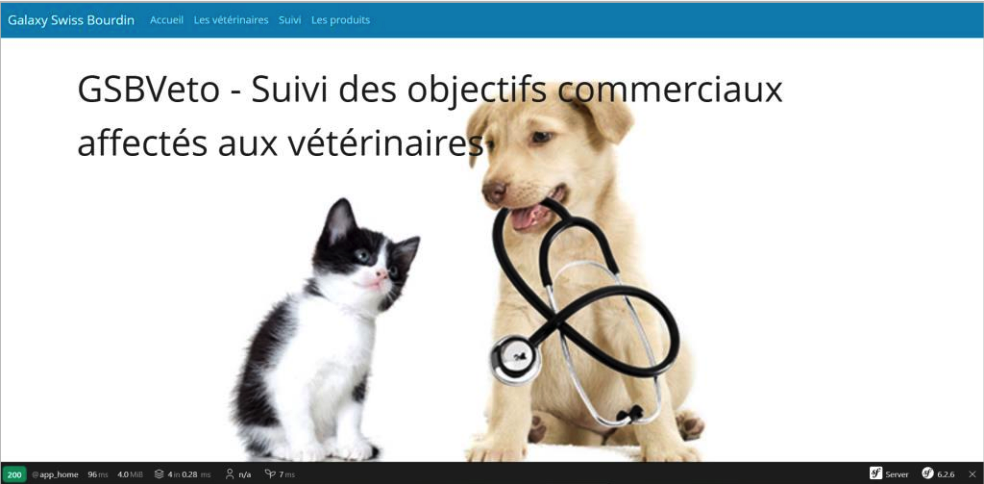 Galaxy Swiss Bourdin Accueil Les vétérinaires Suivi Les produits
GSBVeto - Suivi des objectifs commerciaux
affectés aux vétérinaires
200 @app_home 96 ms 4.0 MiB 4 in 0.28 ms n/a 7 ms Server 6.2.6